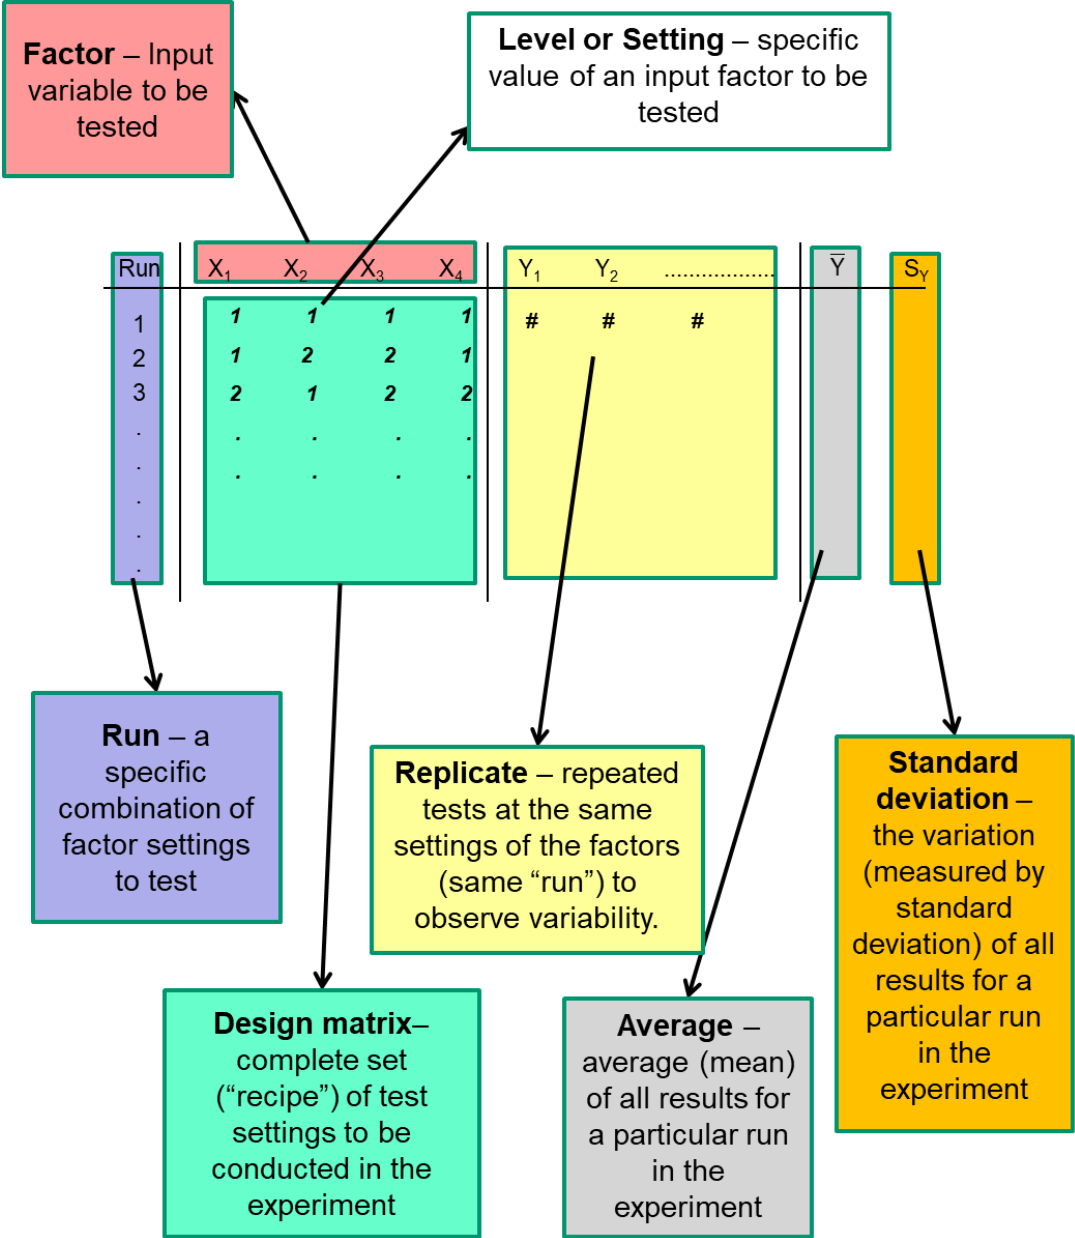 Factor – Input
variable to be
tested
Level or Setting – specific
value of an input factor to be
tested
Run X₁ X₂ X₃ X₄ Y₁ Y₂ ................... Y̅ S_Y
1 1 1 1 1 # # #
2 1 2 2 1
3 2 1 2 2
. . . . .
. . . . .
.
.
.
Run – a
specific
combination of
factor settings
to test
Replicate – repeated
tests at the same
settings of the factors
(same “run”) to
observe variability.
Standard
deviation –
the variation
(measured by
standard
deviation) of all
results for a
particular run
in the
experiment
Design matrix–
complete set
(“recipe”) of test
settings to be
conducted in the
experiment
Average –
average (mean)
of all results for
a particular run
in the
experiment